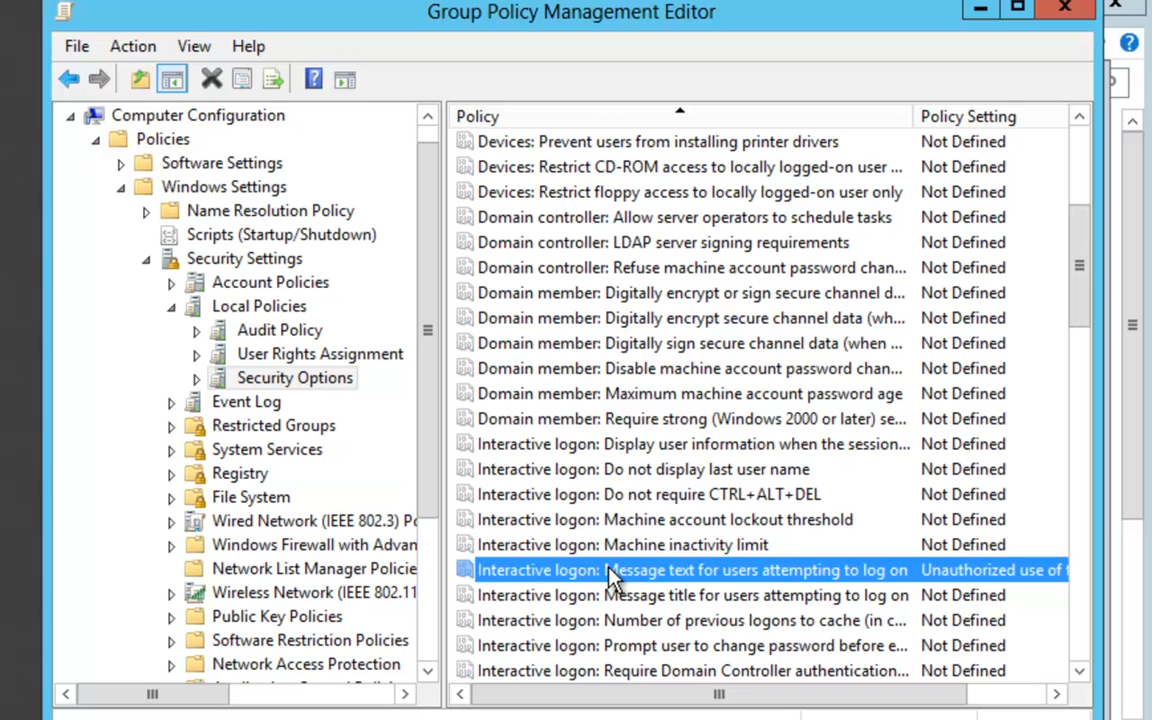 Group Policy Management Editor
File Action View Help
Computer Configuration
Policies
Software Settings
Windows Settings
Name Resolution Policy
Scripts (Startup/Shutdown)
Security Settings
Account Policies
Local Policies
Audit Policy
User Rights Assignment
Security Options
Event Log
Restricted Groups
System Services
Registry
File System
Wired Network (IEEE 802.3) Po
Windows Firewall with Advan
Network List Manager Policie
Wireless Network (IEEE 802.11
Public Key Policies
Software Restriction Policies
Network Access Protection
Policy Policy Setting
Devices: Prevent users from installing printer drivers Not Defined
Devices: Restrict CD-ROM access to locally logged-on user ... Not Defined
Devices: Restrict floppy access to locally logged-on user only Not Defined
Domain controller: Allow server operators to schedule tasks Not Defined
Domain controller: LDAP server signing requirements Not Defined
Domain controller: Refuse machine account password chan... Not Defined
Domain member: Digitally encrypt or sign secure channel d... Not Defined
Domain member: Digitally encrypt secure channel data (wh... Not Defined
Domain member: Digitally sign secure channel data (when ... Not Defined
Domain member: Disable machine account password chan... Not Defined
Domain member: Maximum machine account password age Not Defined
Domain member: Require strong (Windows 2000 or later) se... Not Defined
Interactive logon: Display user information when the session... Not Defined
Interactive logon: Do not display last user name Not Defined
Interactive logon: Do not require CTRL+ALT+DEL Not Defined
Interactive logon: Machine account lockout threshold Not Defined
Interactive logon: Machine inactivity limit Not Defined
Interactive logon: Message text for users attempting to log on Unauthorized use of
Interactive logon: Message title for users attempting to log on Not Defined
Interactive logon: Number of previous logons to cache (in c... Not Defined
Interactive logon: Prompt user to change password before e... Not Defined
Interactive logon: Require Domain Controller authentication... Not Defined